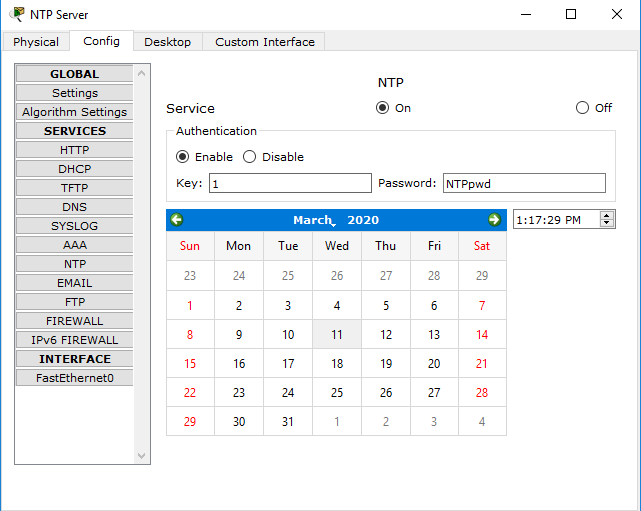 NTP Server
Physical Config Desktop Custom Interface
GLOBAL
Settings
Algorithm Settings
SERVICES
HTTP
DHCP
TFTP
DNS
SYSLOG
AAA
NTP
EMAIL
FTP
FIREWALL
IPv6 FIREWALL
INTERFACE
FastEthernet0
NTP
Service On Off
Authentication
Enable Disable
Key: 1 Password: NTPpwd
March, 2020 1:17:29 PM
Sun Mon Tue Wed Thu Fri Sat
23 24 25 26 27 28 29
1 2 3 4 5 6 7
8 9 10 11 12 13 14
15 16 17 18 19 20 21
22 23 24 25 26 27 28
29 30 31 1 2 3 4